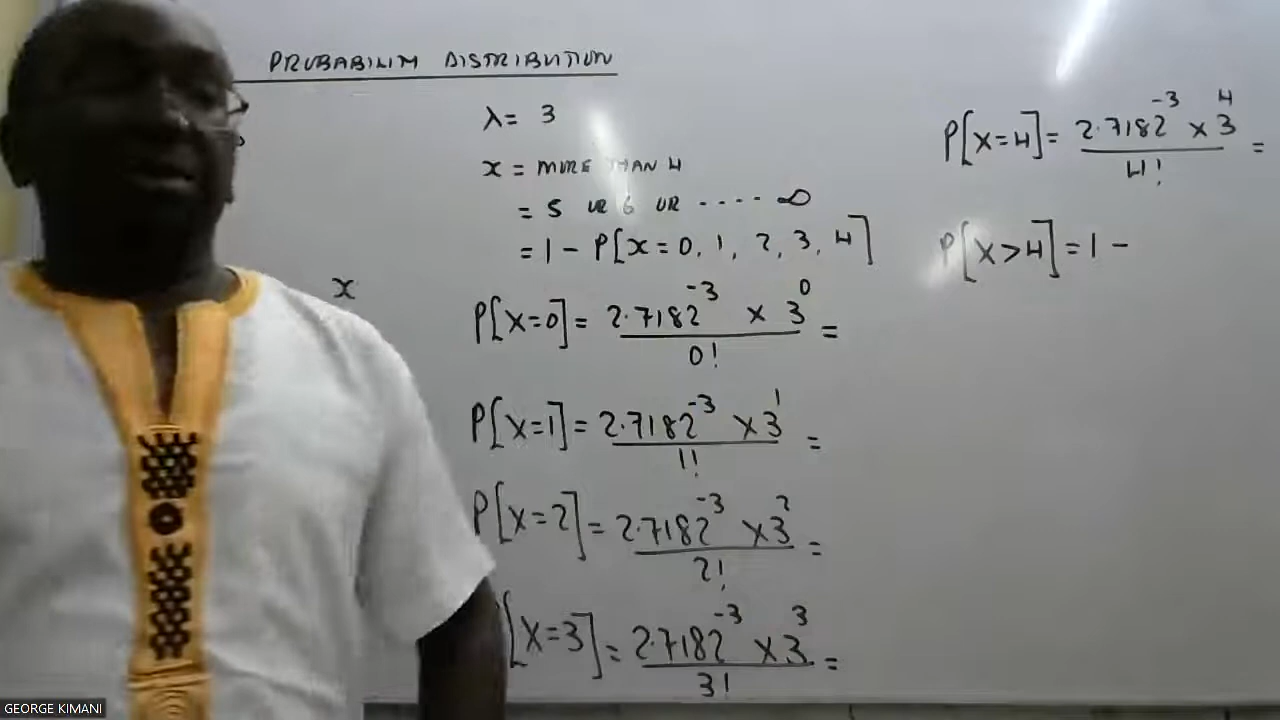 PROBABILITY DISTRIBUTION
λ = 3
x = MORE THAN 4
= 5 OR 6 OR ---- ∞
= 1 - P[x = 0, 1, 2, 3, 4]
x
P[X=0] = 2.7182^-3 × 3^0 / 0! =
P[X=1] = 2.7182^-3 × 3^1 / 1! =
P[X=2] = 2.7182^-3 × 3^2 / 2! =
[X=3] = 2.7182^-3 × 3^3 / 3! =
P[X=4] = 2.7182^-3 × 3^4 / 4! =
P[X>4] = 1 -
GEORGE KIMANI